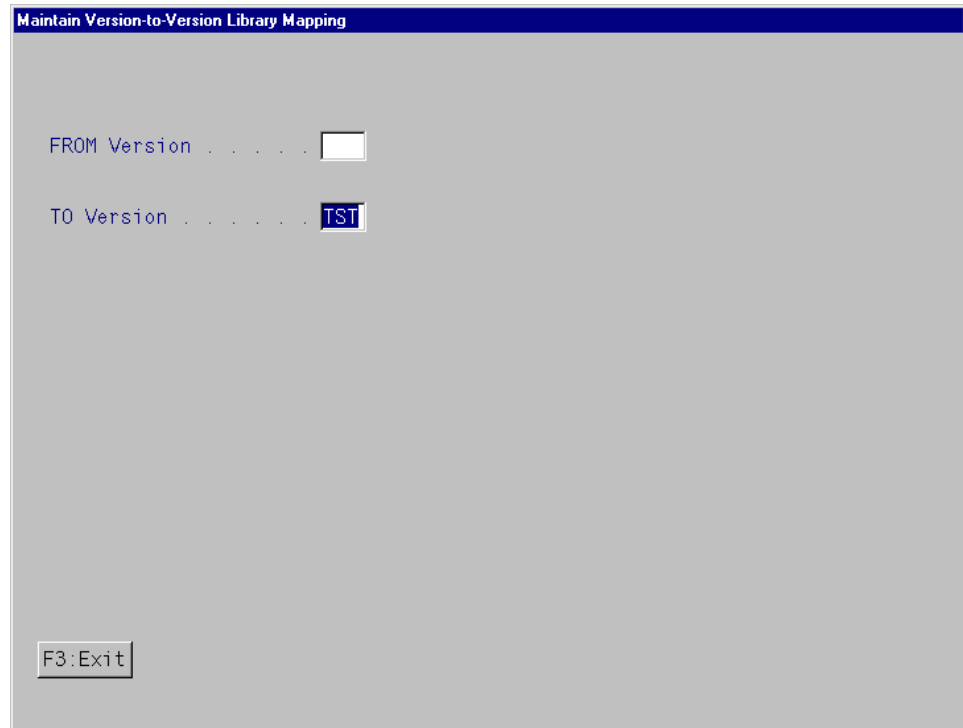 Maintain Version-to-Version Library Mapping
FROM Version . . . . .
TO Version . . . . . . TST
F3:Exit